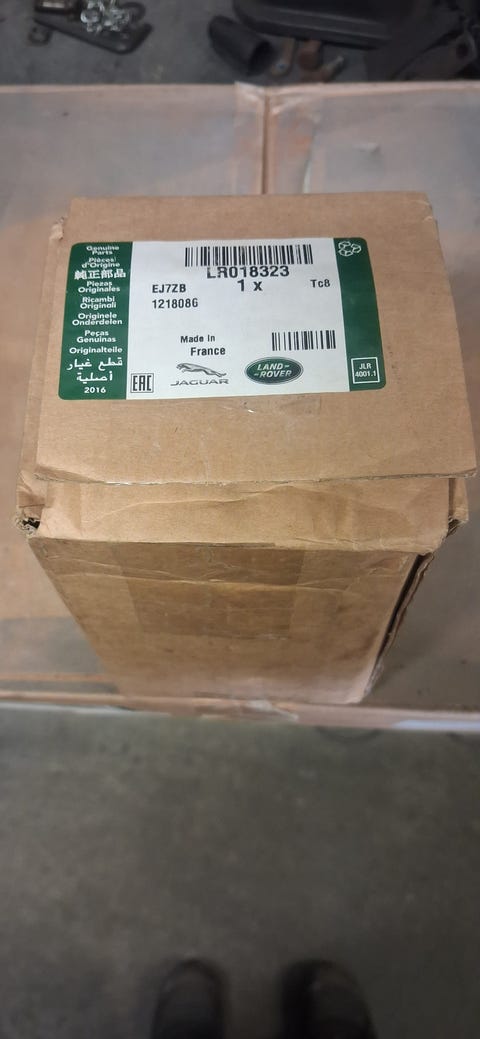 Genuine
Parts
Pièces
d'Origine
純正部品
Piezas
Originales
Ricambi
Originali
Originele
Onderdelen
Peças
Genuinas
Originalteile
قطع غيار
أصلية
2016
LR018323
EJ7ZB
1 x
Tc8
1218086
Made In
France
EAC
JAGUAR
LAND-
-ROVER
JLR
4001.1